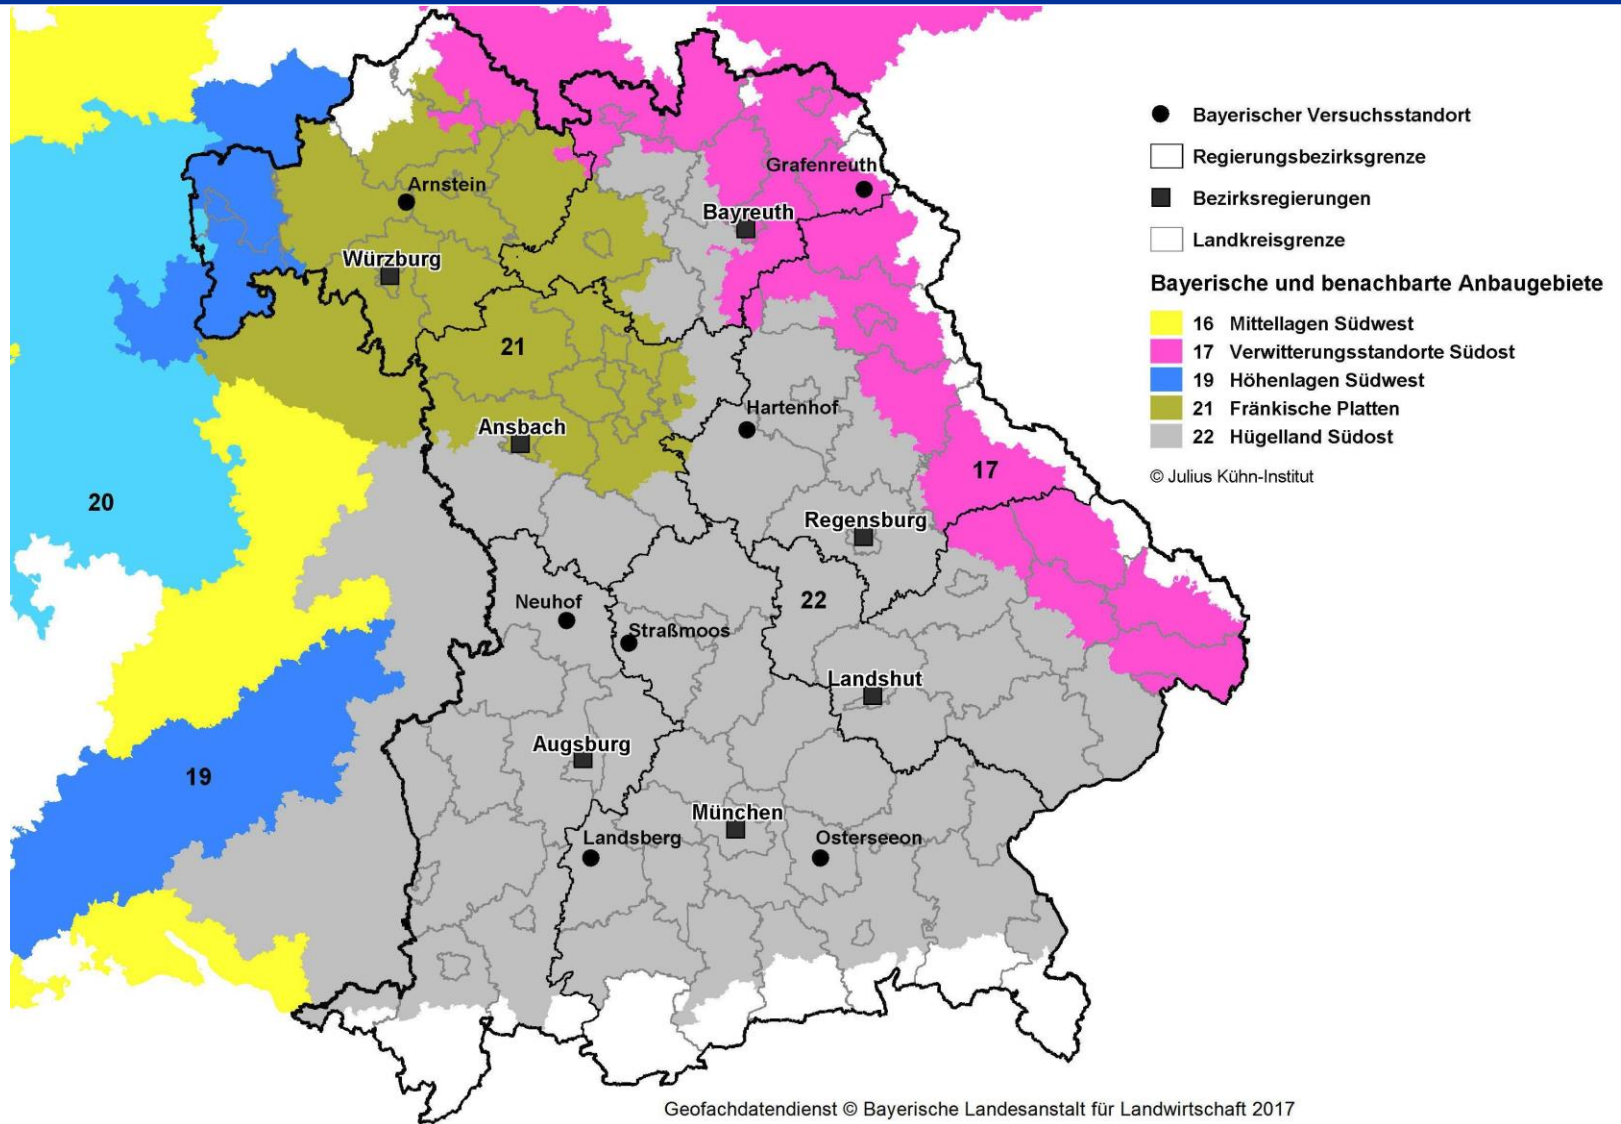 Bayerischer Versuchsstandort
Regierungsbezirksgrenze
Bezirksregierungen
Landkreisgrenze
Bayerische und benachbarte Anbaugebiete
16 Mittellagen Südwest
17 Verwitterungsstandorte Südost
19 Höhenlagen Südwest
21 Fränkische Platten
22 Hügelland Südost
© Julius Kühn-Institut
Grafenreuth
Arnstein
Bayreuth
Würzburg
21
Hartenhof
Ansbach
17
20
Regensburg
22
Neuhof
Straßmoos
Landshut
Augsburg
19
München
Landsberg
Osterseeon
Geofachdatendienst © Bayerische Landesanstalt für Landwirtschaft 2017